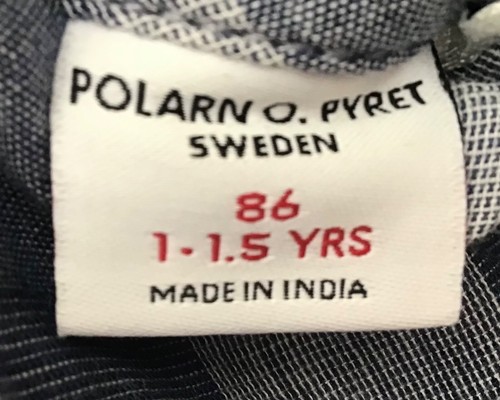 POLARN O. PYRET
SWEDEN
86
1-1.5 YRS
MADE IN INDIA